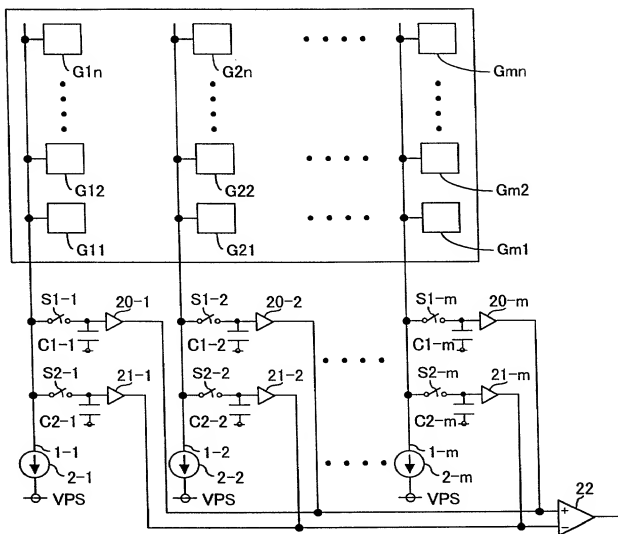 G1n G2n Gmn
G12 G22 Gm2
G11 G21 Gm1
S1-1 20-1 S1-2 20-2 S1-m 20-m
C1-1 C1-2 C1-m
S2-1 21-1 S2-2 21-2 S2-m 21-m
C2-1 C2-2 C2-m
1-1 1-2 1-m
2-1 2-2 2-m
22
VPS VPS VPS
+
−